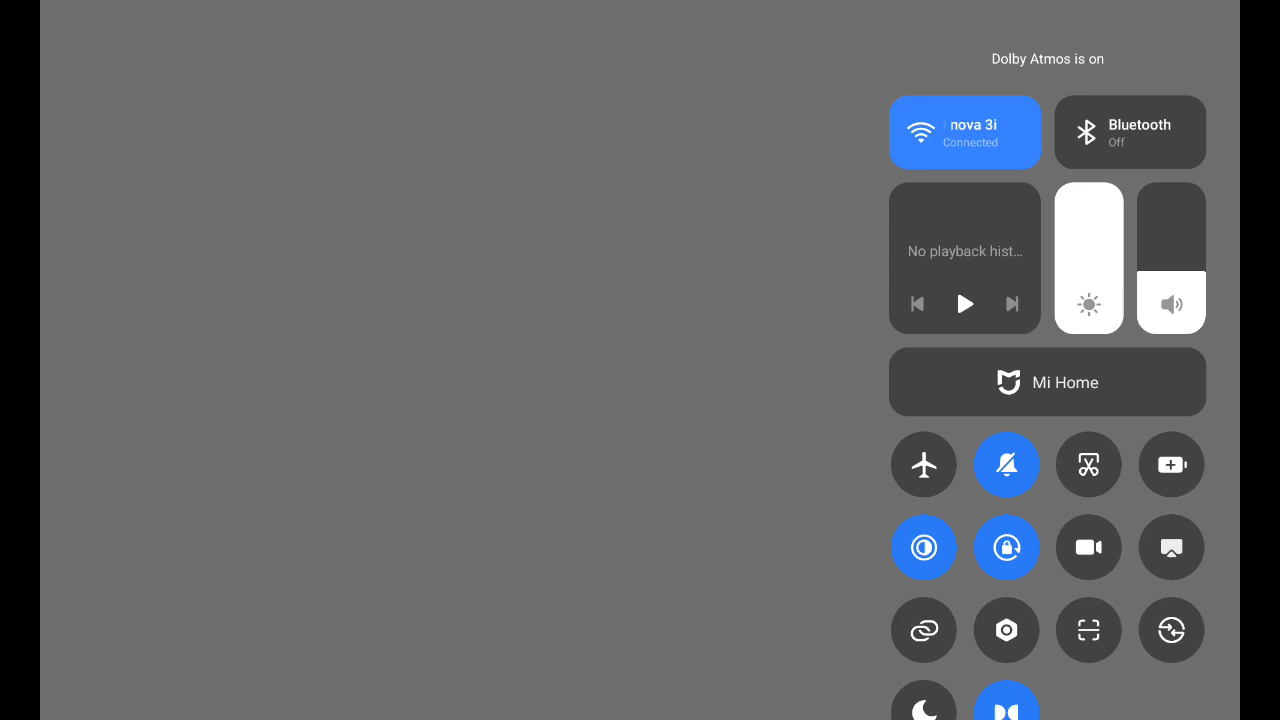 Dolby Atmos is on
nova 3i
Connected
Bluetooth
Off
No playback hist...
Mi Home